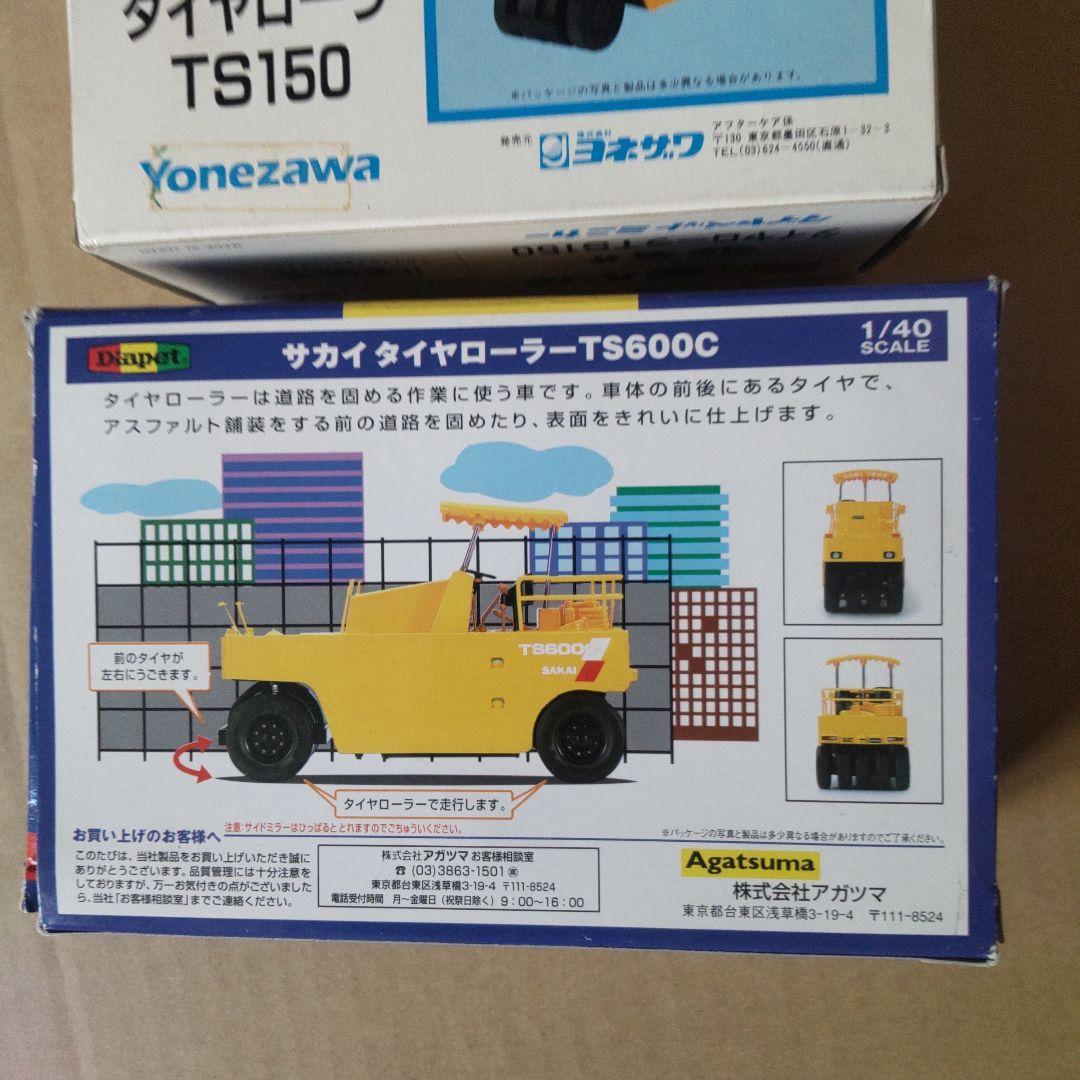 タイヤローラ
TS150
Yonezawa
※パッケージの写真と製品は多少異なる場合があります。
発売元
株式会社
ヨネザワ
アフターケア係
〒130 東京都墨田区石原1-32-3
TEL(03)624-4550(直通)
Diapet
サカイ タイヤローラーTS600C
1/40
SCALE
タイヤローラーは道路を固める作業に使う車です。車体の前後にあるタイヤで、
アスファルト舗装をする前の道路を固めたり、表面をきれいに仕上げます。
前のタイヤが
左右にうごきます。
TS600C
SAKAI
タイヤローラーで走行します。
注意:サイドミラーはひっぱるととれますのでごちゅういください。
※パッケージの写真と製品は多少異なる場合がありますのでご了承ください。
お買い上げのお客様へ
このたびは、当社製品をお買い上げいただき誠に
ありがとうございます。品質管理には十分注意を
しておりますが、万一お気付きの点がございました
ら、当社「お客様相談室」までご連絡ください。
株式会社アガツマ お客様相談室
☎ (03)3863-1501㊟
東京都台東区浅草橋3-19-4 〒111-8524
電話受付時間 月〜金曜日(祝祭日除く) 9:00〜16:00
Agatsuma
株式会社アガツマ
東京都台東区浅草橋3-19-4 〒111-8524